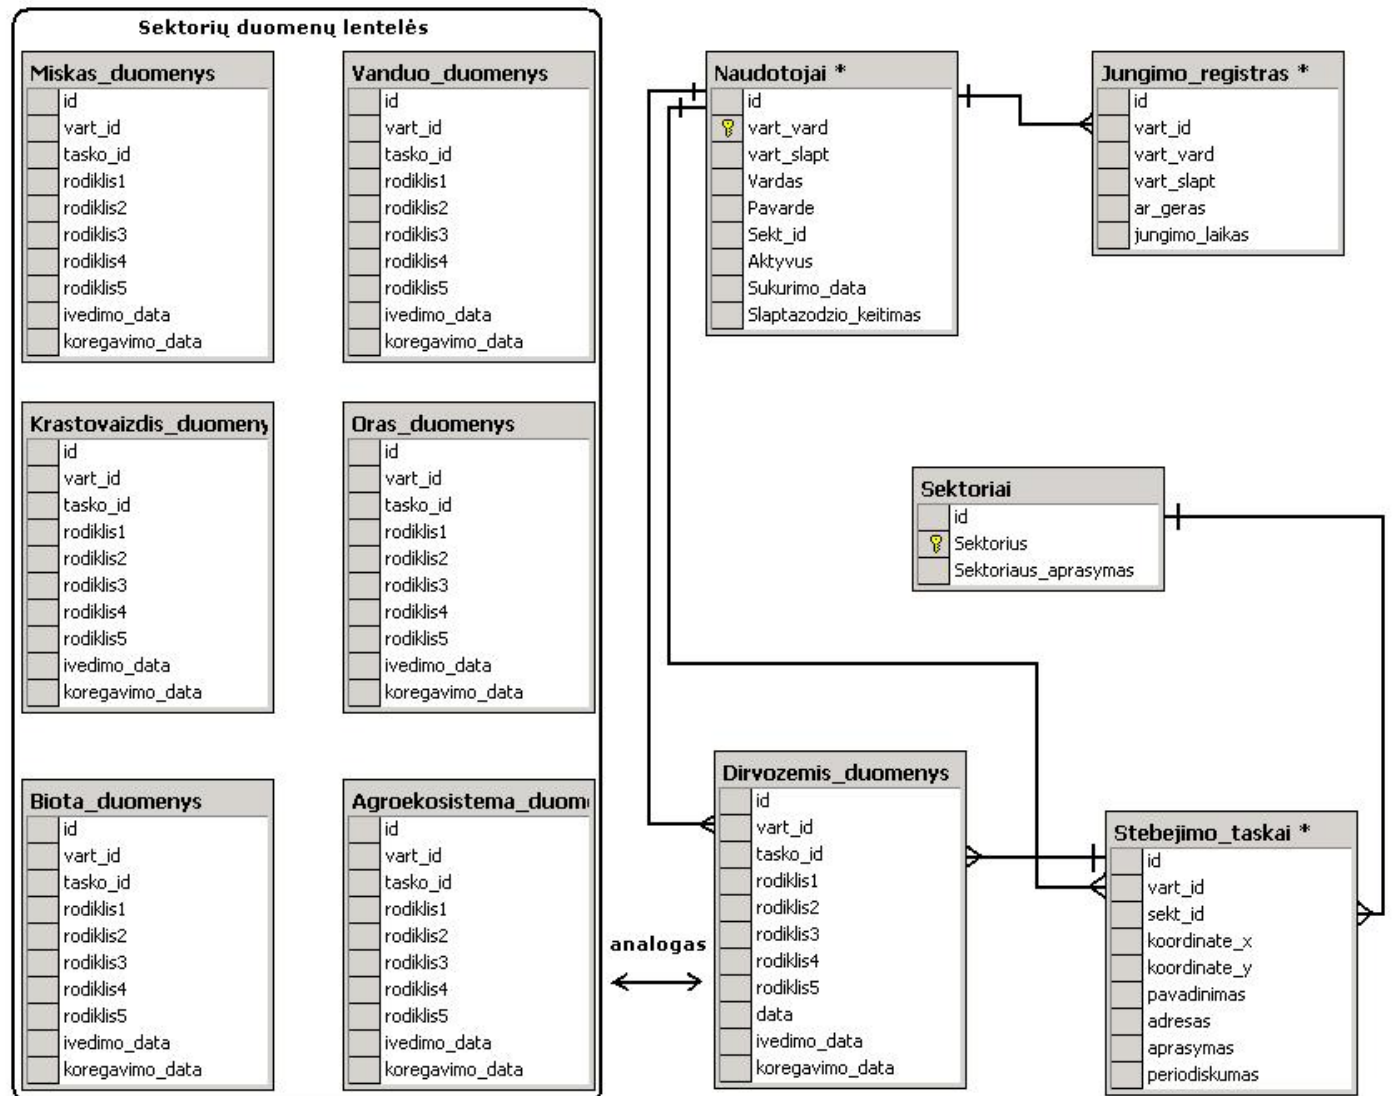 Sektorių duomenų lentelės
Miskas_duomenys
id
vart_id
tasko_id
rodiklis1
rodiklis2
rodiklis3
rodiklis4
rodiklis5
ivedimo_data
koregavimo_data
Vanduo_duomenys
id
vart_id
tasko_id
rodiklis1
rodiklis2
rodiklis3
rodiklis4
rodiklis5
ivedimo_data
koregavimo_data
Krastovaizdis_duomeny
id
vart_id
tasko_id
rodiklis1
rodiklis2
rodiklis3
rodiklis4
rodiklis5
ivedimo_data
koregavimo_data
Oras_duomenys
id
vart_id
tasko_id
rodiklis1
rodiklis2
rodiklis3
rodiklis4
rodiklis5
ivedimo_data
koregavimo_data
Biota_duomenys
id
vart_id
tasko_id
rodiklis1
rodiklis2
rodiklis3
rodiklis4
rodiklis5
ivedimo_data
koregavimo_data
Agroekosistema_duom
id
vart_id
tasko_id
rodiklis1
rodiklis2
rodiklis3
rodiklis4
rodiklis5
ivedimo_data
koregavimo_data
analogas
Naudotojai *
id
vart_vard
vart_slapt
Vardas
Pavarde
Sekt_id
Aktyvus
Sukurimo_data
Slaptazodzio_keitimas
Jungimo_registras *
id
vart_id
vart_vard
vart_slapt
ar_geras
jungimo_laikas
Sektoriai
id
Sektorius
Sektoriaus_aprasymas
Dirvozemis_duomenys
id
vart_id
tasko_id
rodiklis1
rodiklis2
rodiklis3
rodiklis4
rodiklis5
data
ivedimo_data
koregavimo_data
Stebejimo_taskai *
id
vart_id
sekt_id
koordinate_x
koordinate_y
pavadinimas
adresas
aprasymas
periodiskumas